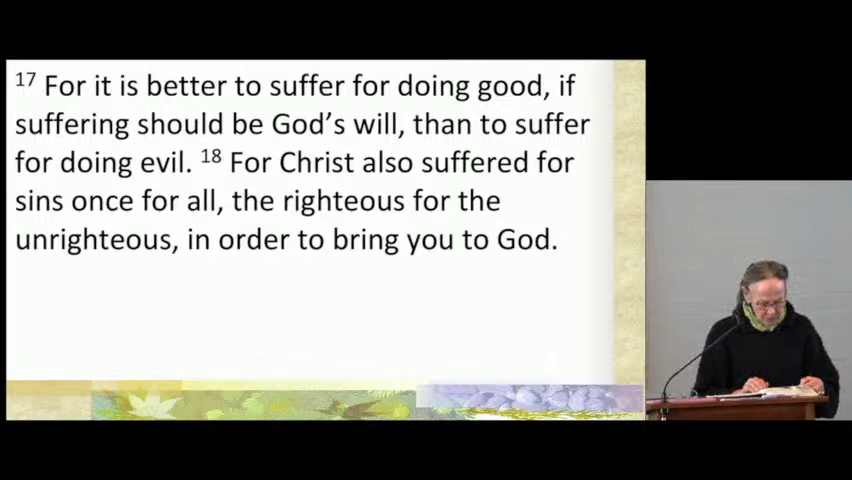 17 For it is better to suffer for doing good, if
suffering should be God’s will, than to suffer
for doing evil. 18 For Christ also suffered for
sins once for all, the righteous for the
unrighteous, in order to bring you to God.